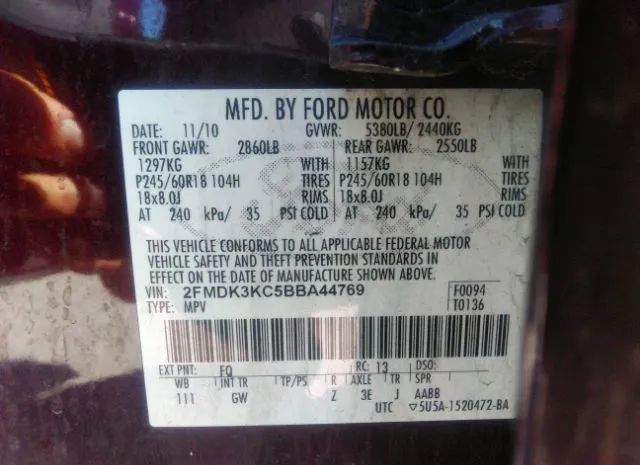 MFD. BY FORD MOTOR CO.
DATE: 11/10 GVWR: 5380LB/2440KG
FRONT GAWR: 2860LB REAR GAWR: 2550LB
1297KG WITH 1157KG WITH
P245/60R18 104H TIRES P245/60R18 104H TIRES
18x8.0J RIMS 18x8.0J RIMS
AT 240 kPa/ 35 PSI COLD AT 240 kPa/ 35 PSI COLD
THIS VEHICLE CONFORMS TO ALL APPLICABLE FEDERAL MOTOR
VEHICLE SAFETY AND THEFT PREVENTION STANDARDS IN
EFFECT ON THE DATE OF MANUFACTURE SHOWN ABOVE.
VIN: 2FMDK3KC5BBA44769 F0094
TYPE: MPV T0136
EXT PNT: FQ RC: 13 DSO:
WB INT TR TP/PS R AXLE TR SPR
111 GW Z 3E J AABB
UTC ▽5U5A-1520472-BA